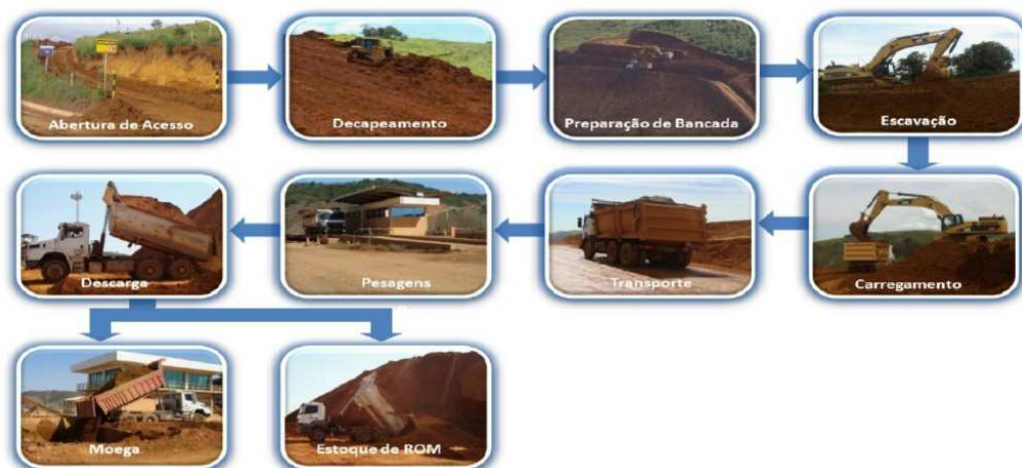 Abertura de Acesso
Decapeamento
Preparação de Bancada
Escavação
Descarga
Pesagens
Transporte
Carregamento
Moega
Estoque de ROM